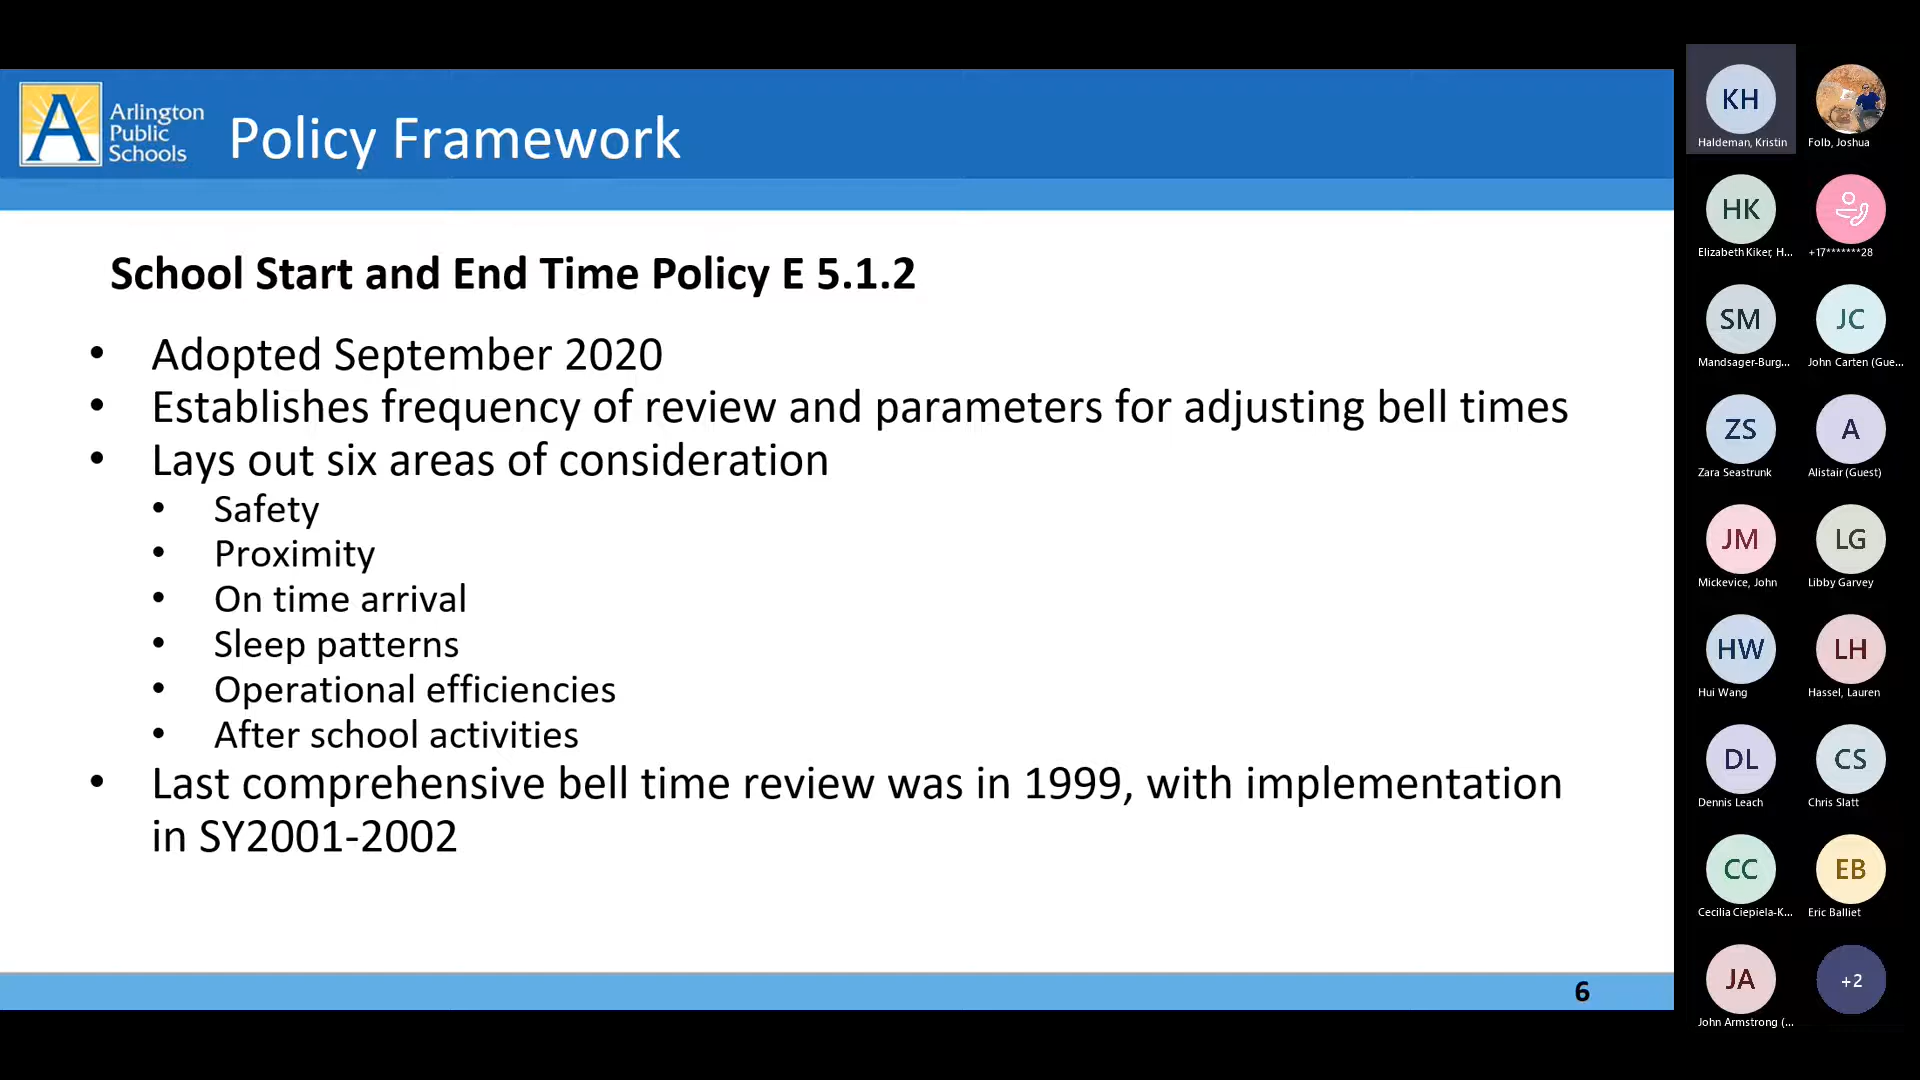 Arlington
Public
Schools
Policy Framework
School Start and End Time Policy E 5.1.2
• Adopted September 2020
• Establishes frequency of review and parameters for adjusting bell times
• Lays out six areas of consideration
• Safety
• Proximity
• On time arrival
• Sleep patterns
• Operational efficiencies
• After school activities
• Last comprehensive bell time review was in 1999, with implementation
in SY2001-2002
6
KH
Haldeman, Kristin
Folb, Joshua
HK
Elizabeth Kiker, H...
+17*******28
SM
Mandsager-Burg...
JC
John Carten (Gue...
ZS
Zara Seastrunk
A
Alistair (Guest)
JM
Mickevice, John
LG
Libby Garvey
HW
Hui Wang
LH
Hassel, Lauren
DL
Dennis Leach
CS
Chris Slatt
CC
Cecilia Ciepiela-K...
EB
Eric Balliet
JA
John Armstrong (...
+2